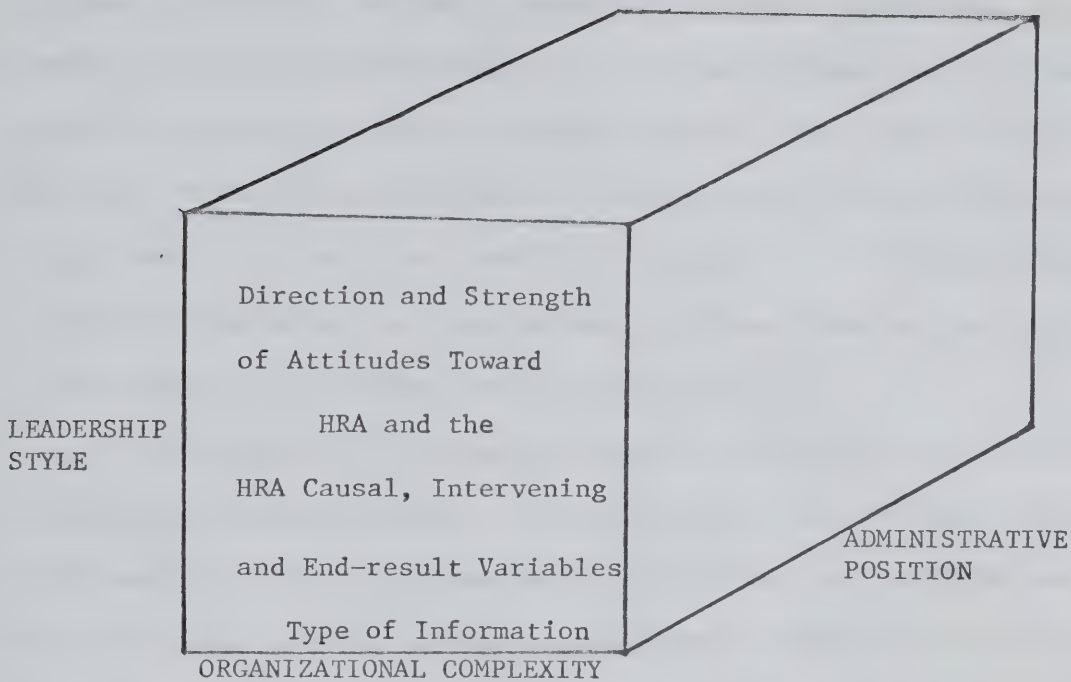 Direction and Strength
of Attitudes Toward
HRA and the
HRA Causal, Intervening
and End-result Variables
Type of Information
LEADERSHIP
STYLE
ADMINISTRATIVE
POSITION
ORGANIZATIONAL COMPLEXITY